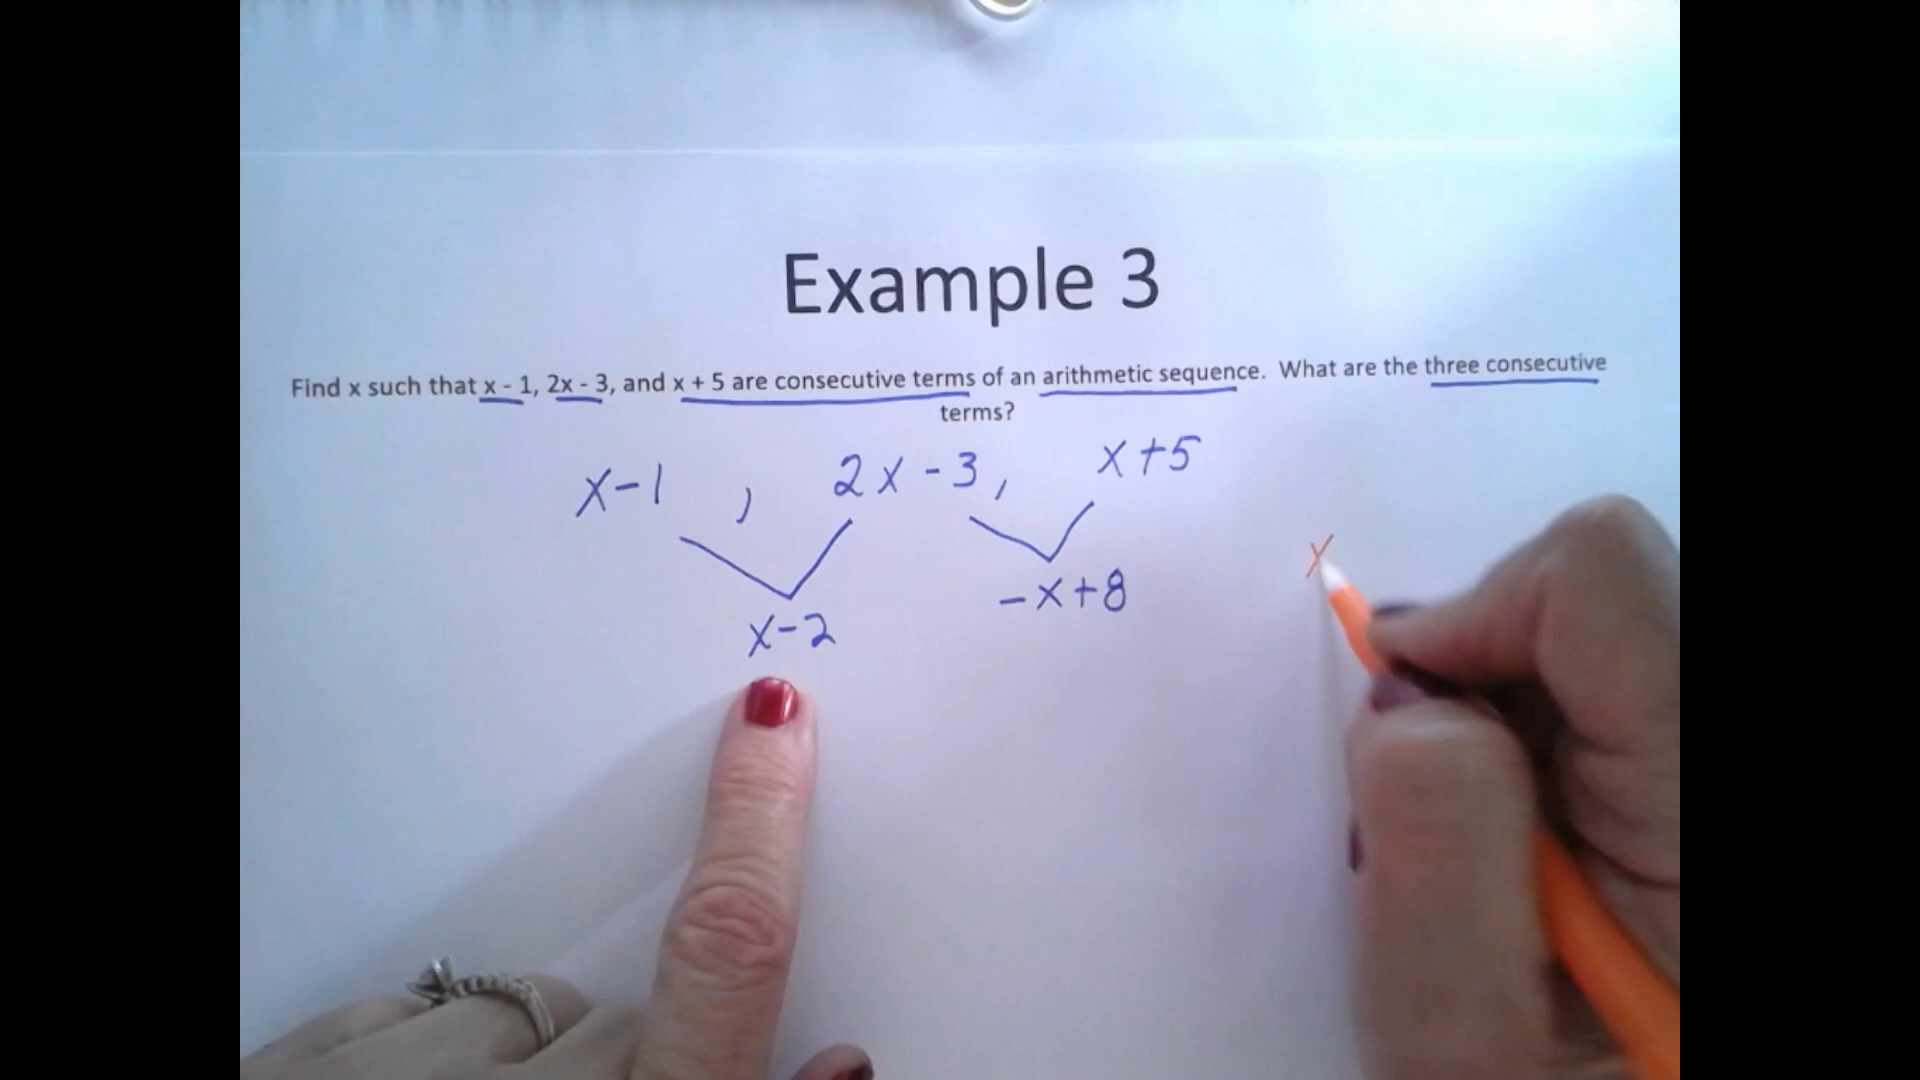 Example 3
Find x such that x - 1, 2x - 3, and x + 5 are consecutive terms of an arithmetic sequence. What are the three consecutive
terms?
x-1 , 2x-3, x+5
x-2 -x+8
x